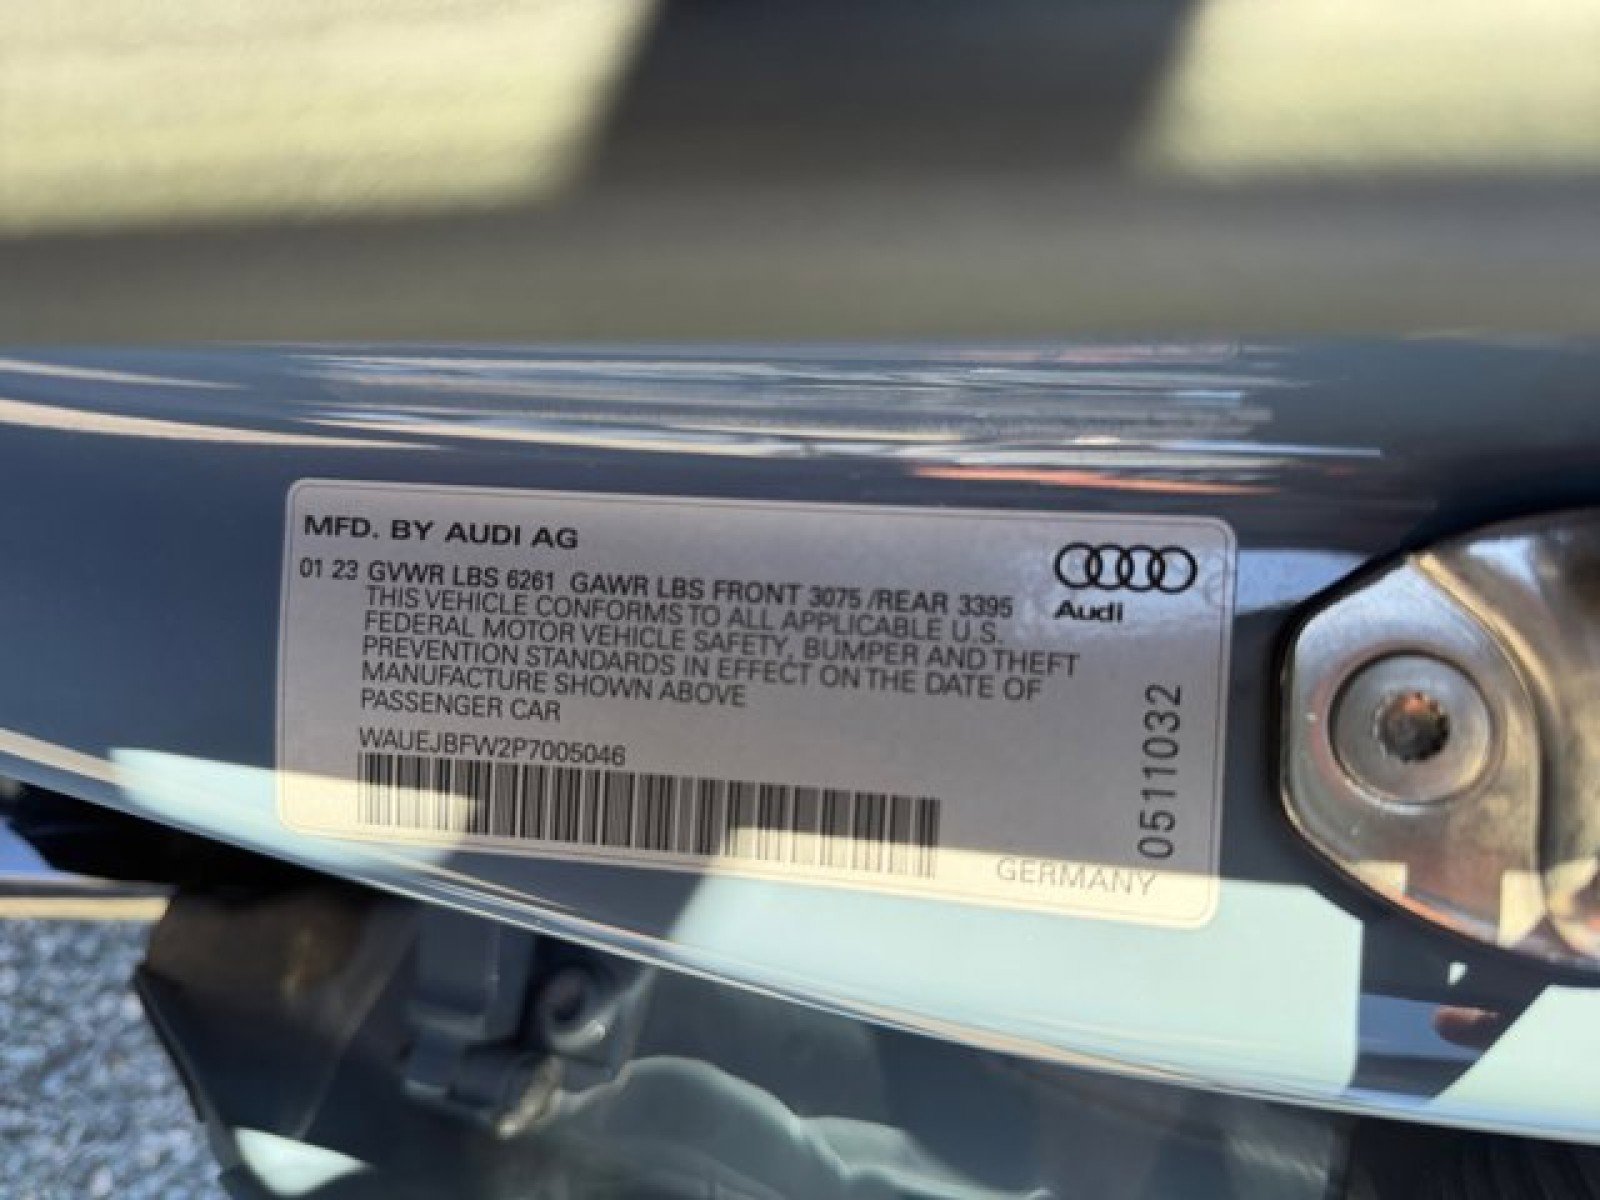 MFD. BY AUDI AG
01 23 GVWR LBS 6261 GAWR LBS FRONT 3075 /REAR 3395
THIS VEHICLE CONFORMS TO ALL APPLICABLE U.S.
FEDERAL MOTOR VEHICLE SAFETY, BUMPER AND THEFT
PREVENTION STANDARDS IN EFFECT ON THE DATE OF
MANUFACTURE SHOWN ABOVE
PASSENGER CAR
WAUEJBFW2P7005046
Audi
0511032
GERMANY